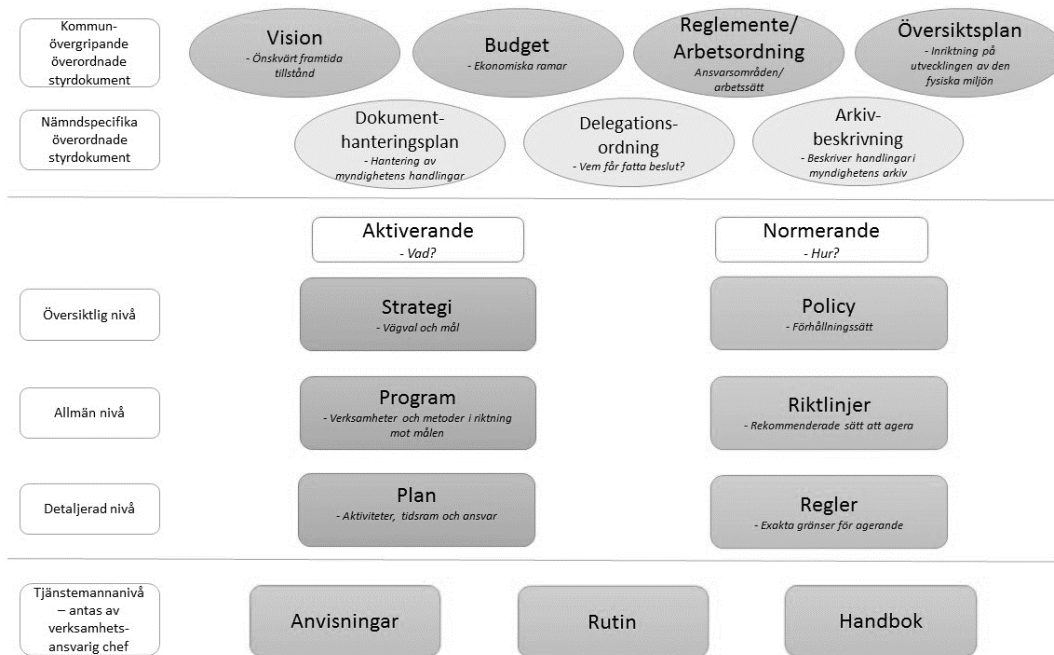 Kommun-
övergripande
överordnade
styrdokument
Vision
- Önskvärt framtida
tillstånd
Budget
- Ekonomiska ramar
Reglemente/
Arbetsordning
Ansvarsområden/
arbetssätt
Översiktsplan
- Inriktning på
utvecklingen av den
fysiska miljön
Nämndspecifika
överordnade
styrdokument
Dokument-
hanteringsplan
- Hantering av
myndighetens handlingar
Delegations-
ordning
- Vem får fatta beslut?
Arkiv-
beskrivning
- Beskriver handlingar i
myndighetens arkiv
Aktiverande
- Vad?
Normerande
- Hur?
Översiktlig nivå
Strategi
- Vägval och mål
Policy
- Förhållningssätt
Allmän nivå
Program
- Verksamheter och metoder i riktning
mot målen
Riktlinjer
- Rekommenderade sätt att agera
Detaljerad nivå
Plan
- Aktiviteter, tidsram och ansvar
Regler
- Exakta gränser för agerande
Tjänstemannanivå
– antas av
verksamhets-
ansvarig chef
Anvisningar
Rutin
Handbok